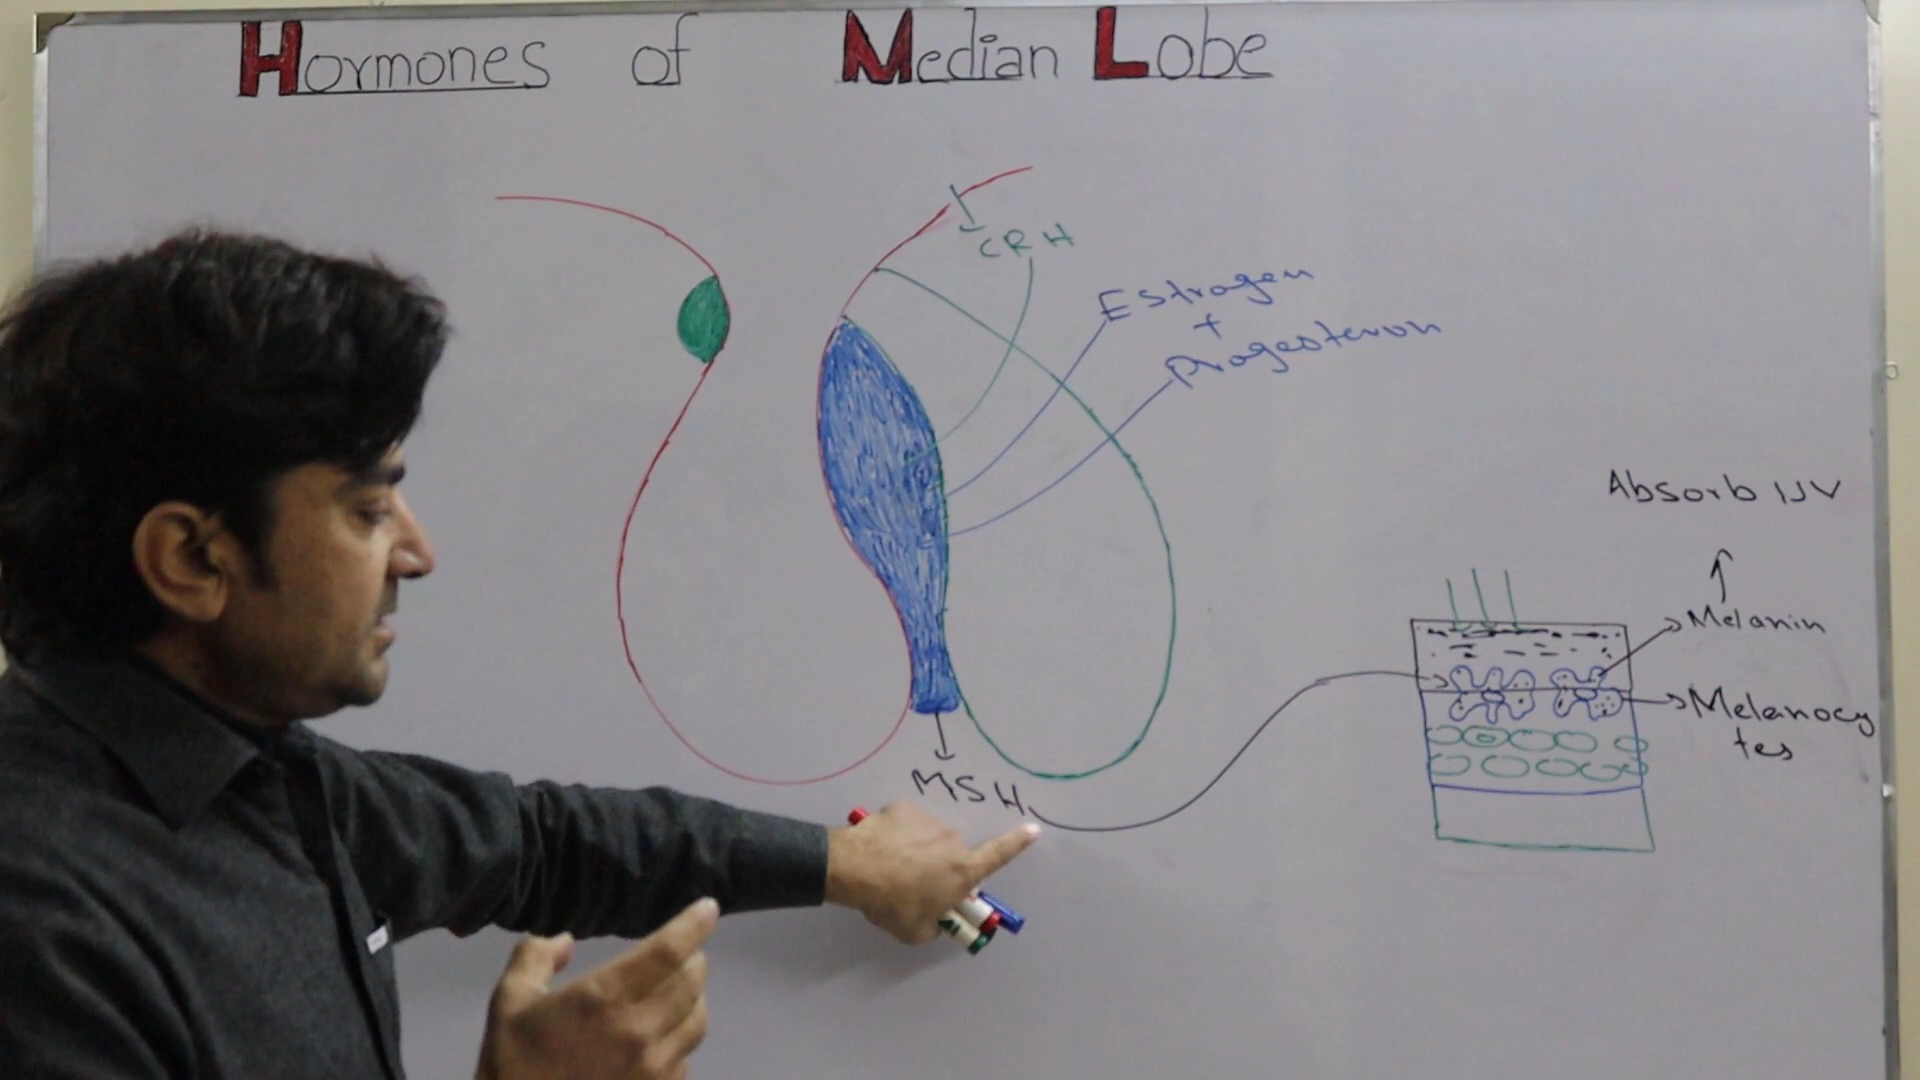 Hormones of Median Lobe
CRH
Estrogen
+
Progesteron
Absorb UV
Melanin
Melanocy
tes
MSH